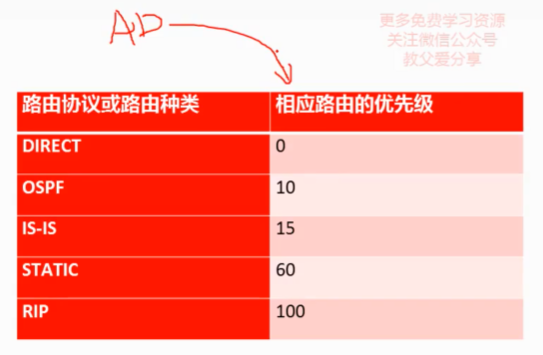 AD
更多免费学习资源
关注微信公众号
教父爱分享
路由协议或路由种类 相应路由的优先级
DIRECT 0
OSPF 10
IS-IS 15
STATIC 60
RIP 100